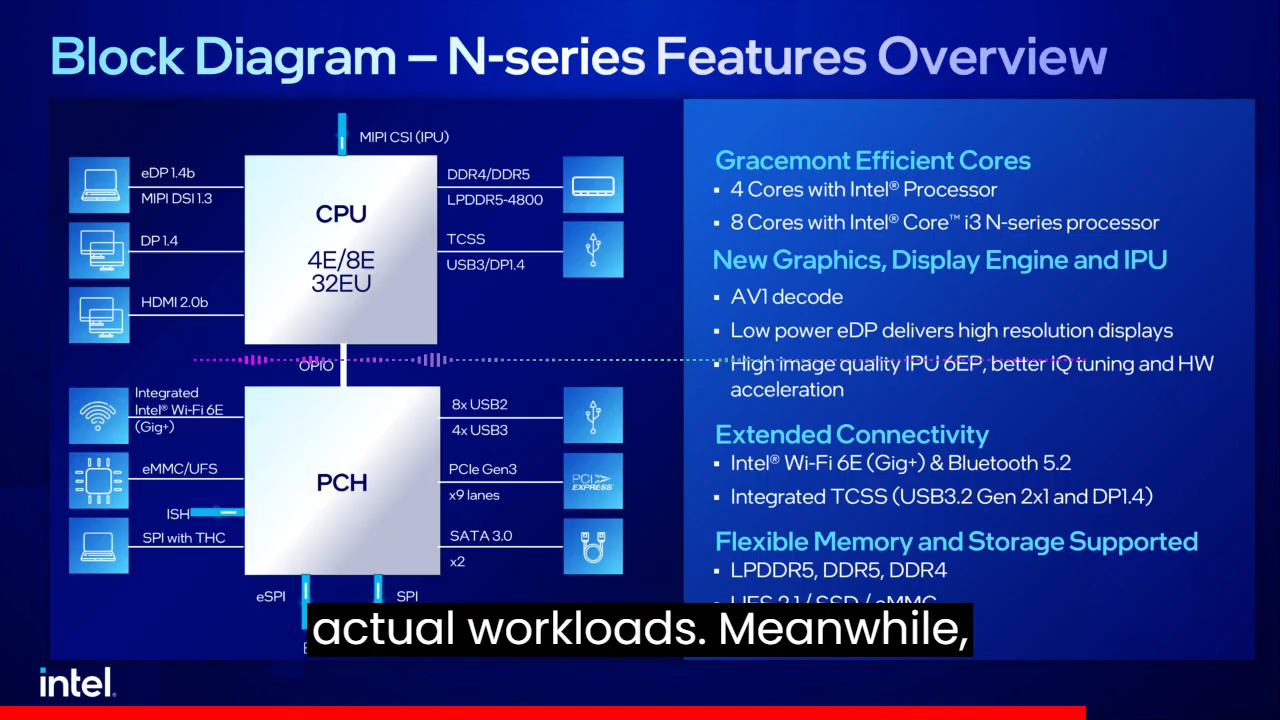 Block Diagram – N-series Features Overview
MIPI CSI (IPU)
eDP 1.4b
MIPI DSI 1.3
DP 1.4
HDMI 2.0b
CPU
4E/8E
32EU
DDR4/DDR5
LPDDR5-4800
TCSS
USB3/DP1.4
OPIO
Integrated
Intel® Wi-Fi 6E
(Gig+)
eMMC/UFS
ISH
SPI with THC
PCH
8x USB2
4x USB3
PCIe Gen3
x9 lanes
PCI EXPRESS
SATA 3.0
x2
eSPI
SPI
Gracemont Efficient Cores
▪ 4 Cores with Intel® Processor
▪ 8 Cores with Intel® Core™ i3 N-series processor
New Graphics, Display Engine and IPU
▪ AV1 decode
▪ Low power eDP delivers high resolution displays
▪ High image quality IPU 6EP, better IQ tuning and HW
acceleration
Extended Connectivity
▪ Intel® Wi-Fi 6E (Gig+) & Bluetooth 5.2
▪ Integrated TCSS (USB3.2 Gen 2x1 and DP1.4)
Flexible Memory and Storage Supported
▪ LPDDR5, DDR5, DDR4
▪ UFS 2.1 / SSD / eMMC
actual workloads. Meanwhile,
intel.